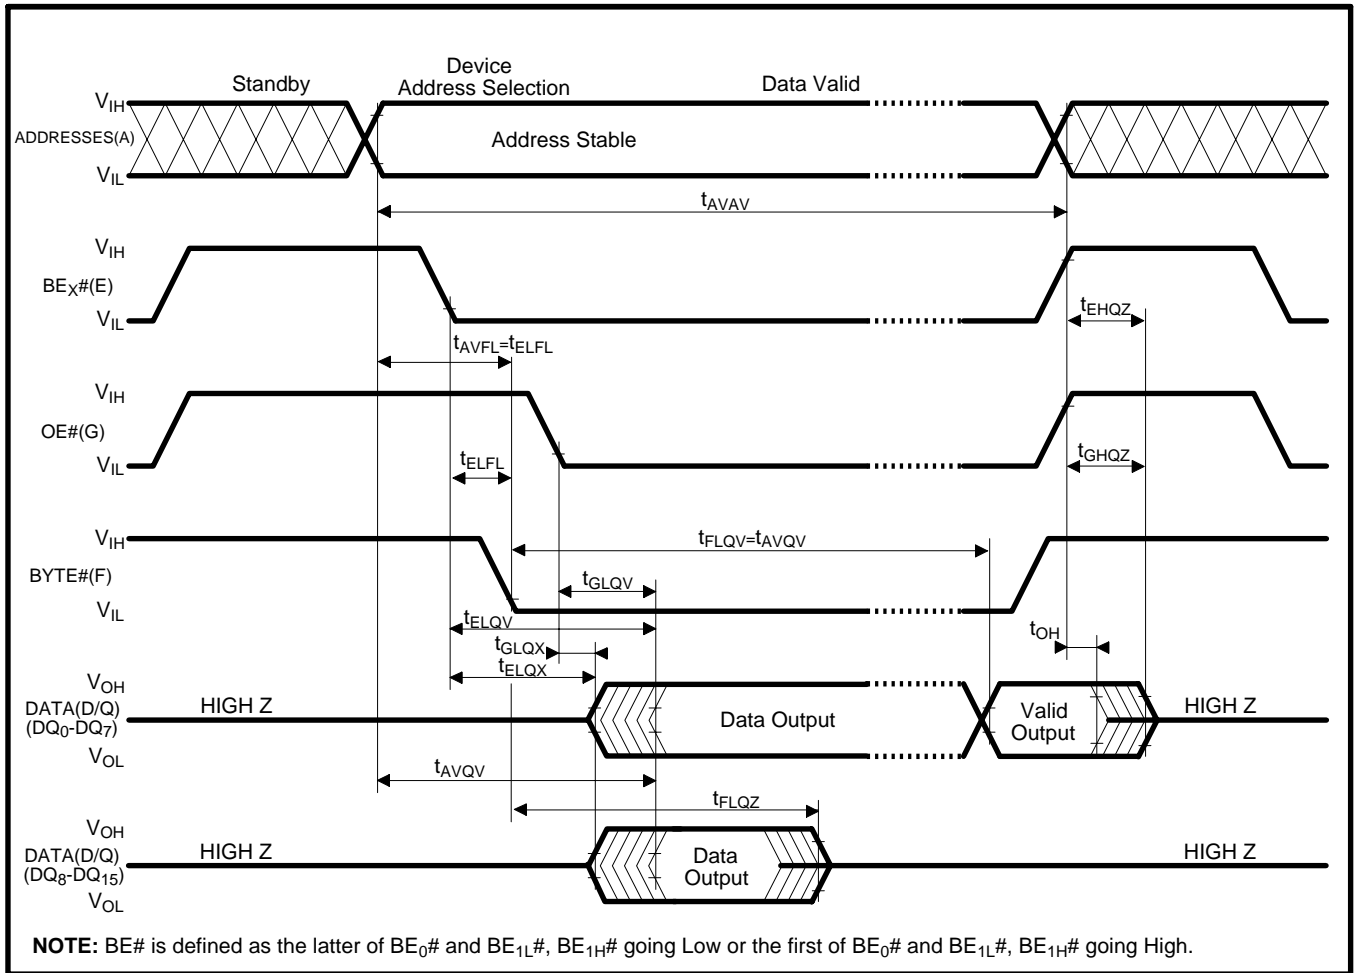 Standby
Device
Address Selection
Data Valid
VIH
ADDRESSES(A)
Address Stable
VIL
tAVAV
VIH
BEX#(E)
VIL
tEHQZ
tAVFL=tELFL
VIH
OE#(G)
VIL
tELFL
tGHQZ
VIH
tFLQV=tAVQV
BYTE#(F)
tGLQV
VIL
tELQV
tOH
tGLQX
tELQX
VOH
DATA(D/Q)
(DQ0-DQ7)
HIGH Z
Data Output
Valid
Output
HIGH Z
VOL
tAVQV
tFLQZ
VOH
DATA(D/Q)
(DQ8-DQ15)
HIGH Z
Data
Output
HIGH Z
VOL
NOTE: BE# is defined as the latter of BE0# and BE1L#, BE1H# going Low or the first of BE0# and BE1L#, BE1H# going High.